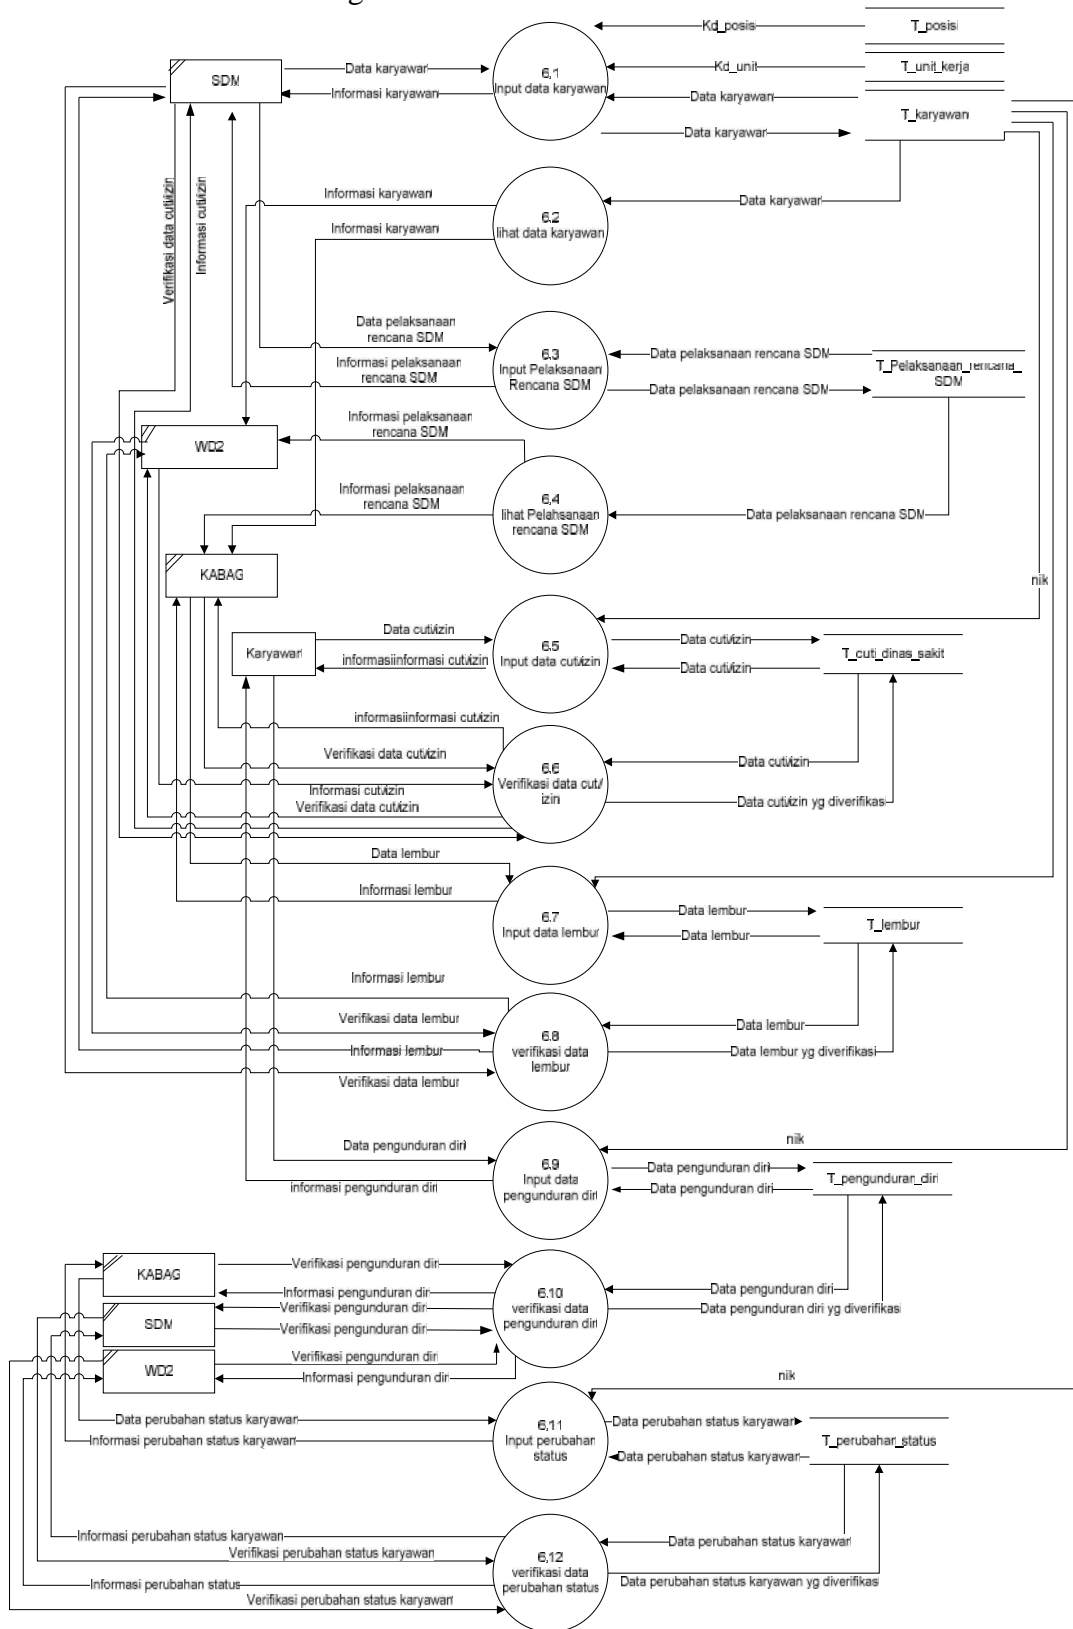 Kd_posisi
T_posisi
SDM
Data karyawan
6,1
Input data karyawan
Kd_unit
T_unit_kerja
Informasi karyawan
Data karyawan
T_karyawan
Data karyawan
Verifikasi data cuti/izin
Informasi cuti/izin
Informasi karyawan
6.2
lihat data karyawan
Data karyawan
Informasi karyawan
Data pelaksanaan
rencana SDM
6.3
Input Pelaksanaan
Rencana SDM
Data pelaksanaan rencana SDM
T_Pelaksanaan_rencana_
SDM
Informasi pelaksanaan
rencana SDM
Data pelaksanaan rencana SDM
WD2
Informasi pelaksanaan
rencana SDM
Informasi pelaksanaan
rencana SDM
6,4
lihat Pelahsanaan
rencana SDM
Data pelaksanaan rencana SDM
KABAG
nik
Karyawan
Data cuti/izin
6.5
Input data cuti/izin
Data cuti/izin
T_cuti_dinas_sakit
informasiinformasi cuti/izin
Data cuti/izin
informasiinformasi cuti/izin
Verifikasi data cuti/izin
6.6
Verifikasi data cuti/
izin
Data cuti/izin
Informasi cuti/izin
Verifikasi data cuti/izin
Data cuti/izin yg diverifikasi
Data lembur
Informasi lembur
6.7
Input data lembur
Data lembur
T_lembur
Data lembur
Informasi lembur
Verifikasi data lembur
6.8
verifikasi data
lembur
Data lembur
Informasi lembur
Data lembur yg diverifikasi
Verifikasi data lembur
nik
Data pengunduran diri
6.9
Input data
pengunduran diri
Data pengunduran diri
T_pengunduran_diri
informasi pengunduran diri
Data pengunduran diri
KABAG
Verifikasi pengunduran diri
6.10
verifikasi data
pengunduran diri
Data pengunduran diri
Informasi pengunduran diri
SDM
Verifikasi pengunduran diri
Data pengunduran diri yg diverifikasi
Verifikasi pengunduran diri
WD2
Verifikasi pengunduran diri
Informasi pengunduran diri
nik
Data perubahan status karyawan
6,11
Input perubahan
status
Data perubahan status karyawan
T_perubahan_status
Informasi perubahan status karyawan
Data perubahan status karyawan
Informasi perubahan status karyawan
Verifikasi perubahan status karyawan
6,12
verifikasi data
perubahan status
Data perubahan status karyawan
Informasi perubahan status
Data perubahan status karyawan yg diverifikasi
Verifikasi perubahan status karyawan